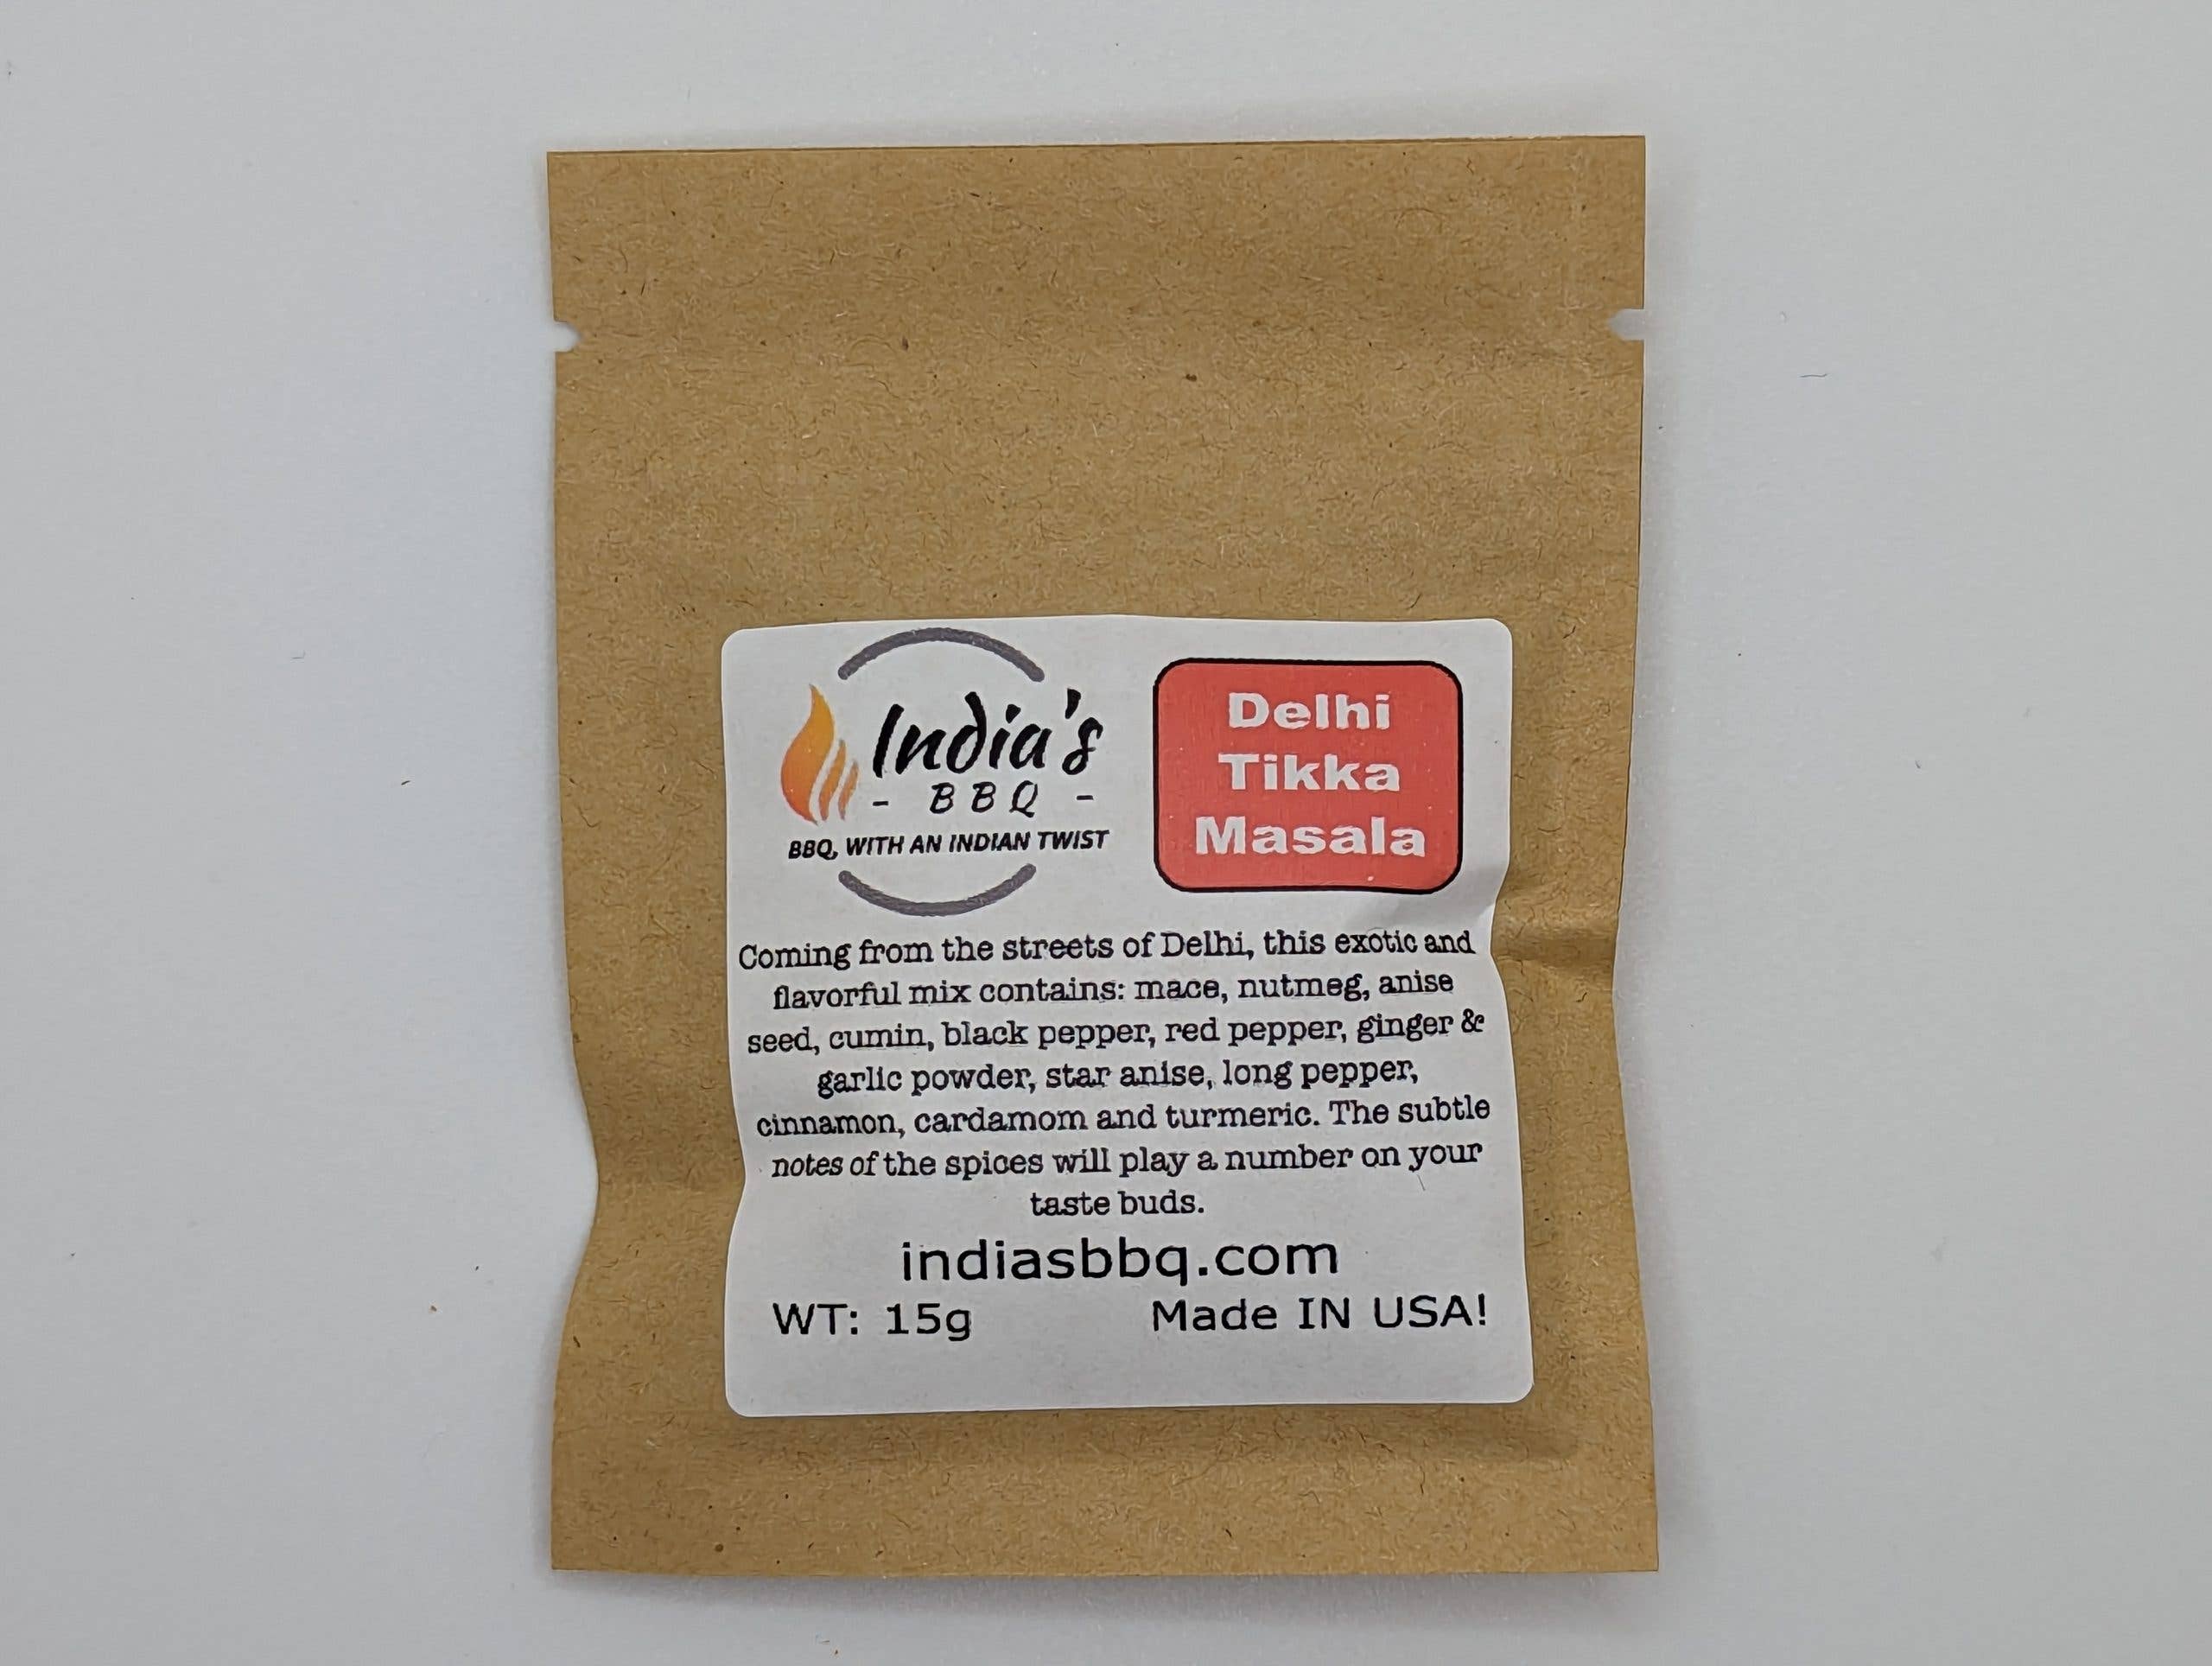 India's
- BBQ -
BBQ, WITH AN INDIAN TWIST
Delhi
Tikka
Masala
Coming from the streets of Delhi, this exotic and
flavorful mix contains: mace, nutmeg, anise
seed, cumin, black pepper, red pepper, ginger &
garlic powder, star anise, long pepper,
cinnamon, cardamom and turmeric. The subtle
notes of the spices will play a number on your
taste buds.
indiasbbq.com
WT: 15g Made IN USA!